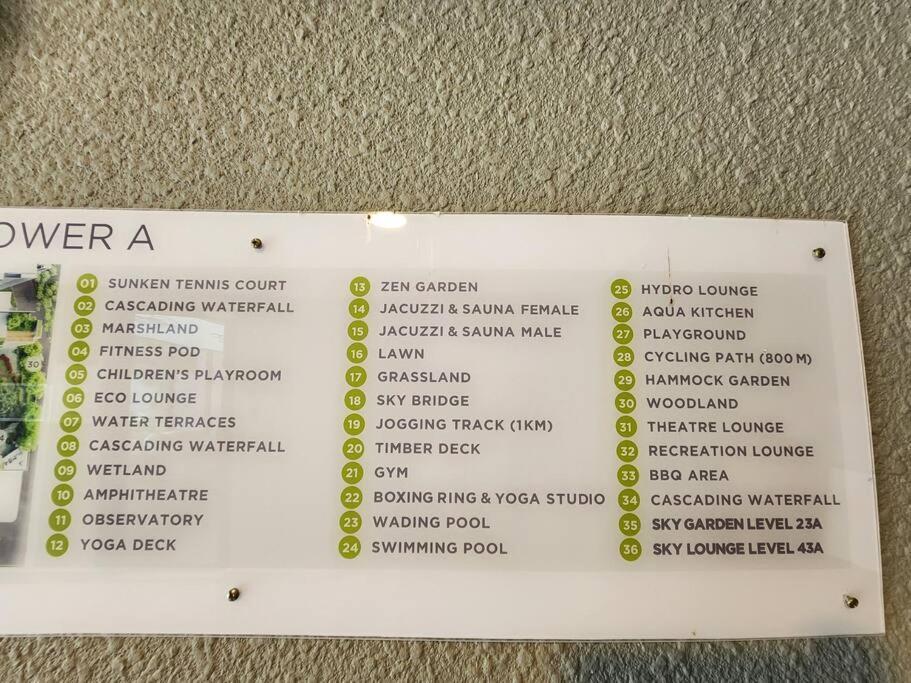 OWER A
01 SUNKEN TENNIS COURT
02 CASCADING WATERFALL
03 MARSHLAND
04 FITNESS POD
05 CHILDREN'S PLAYROOM
06 ECO LOUNGE
07 WATER TERRACES
08 CASCADING WATERFALL
09 WETLAND
10 AMPHITHEATRE
11 OBSERVATORY
12 YOGA DECK
13 ZEN GARDEN
14 JACUZZI & SAUNA FEMALE
15 JACUZZI & SAUNA MALE
16 LAWN
17 GRASSLAND
18 SKY BRIDGE
19 JOGGING TRACK (1KM)
20 TIMBER DECK
21 GYM
22 BOXING RING & YOGA STUDIO
23 WADING POOL
24 SWIMMING POOL
25 HYDRO LOUNGE
26 AQUA KITCHEN
27 PLAYGROUND
28 CYCLING PATH (800 M)
29 HAMMOCK GARDEN
30 WOODLAND
31 THEATRE LOUNGE
32 RECREATION LOUNGE
33 BBQ AREA
34 CASCADING WATERFALL
35 SKY GARDEN LEVEL 23A
36 SKY LOUNGE LEVEL 43A
30